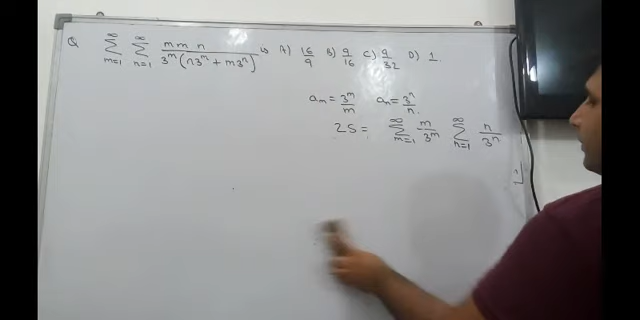 Q ∞∑m=1 ∞∑n=1 m m n / 3^m (n3^m + m3^n) is A) 16/9 B) 9/16 C) 9/32 D) 1.
a_m = 3^m/m a_n = 3^n/n.
2S = ∞∑m=1 m/3^m ∞∑n=1 n/3^n